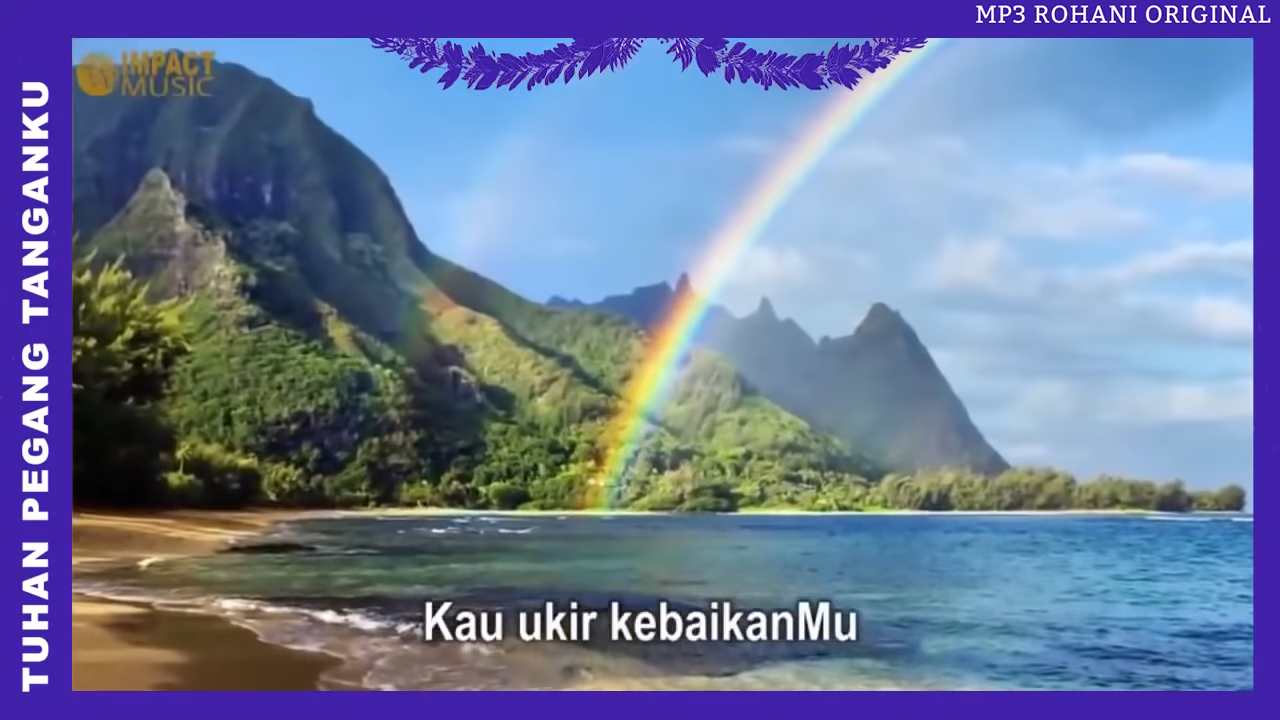 MP3 ROHANI ORIGINAL
IMPACT
MUSIC
TUHAN PEGANG TANGANKU
Kau ukir kebaikanMu